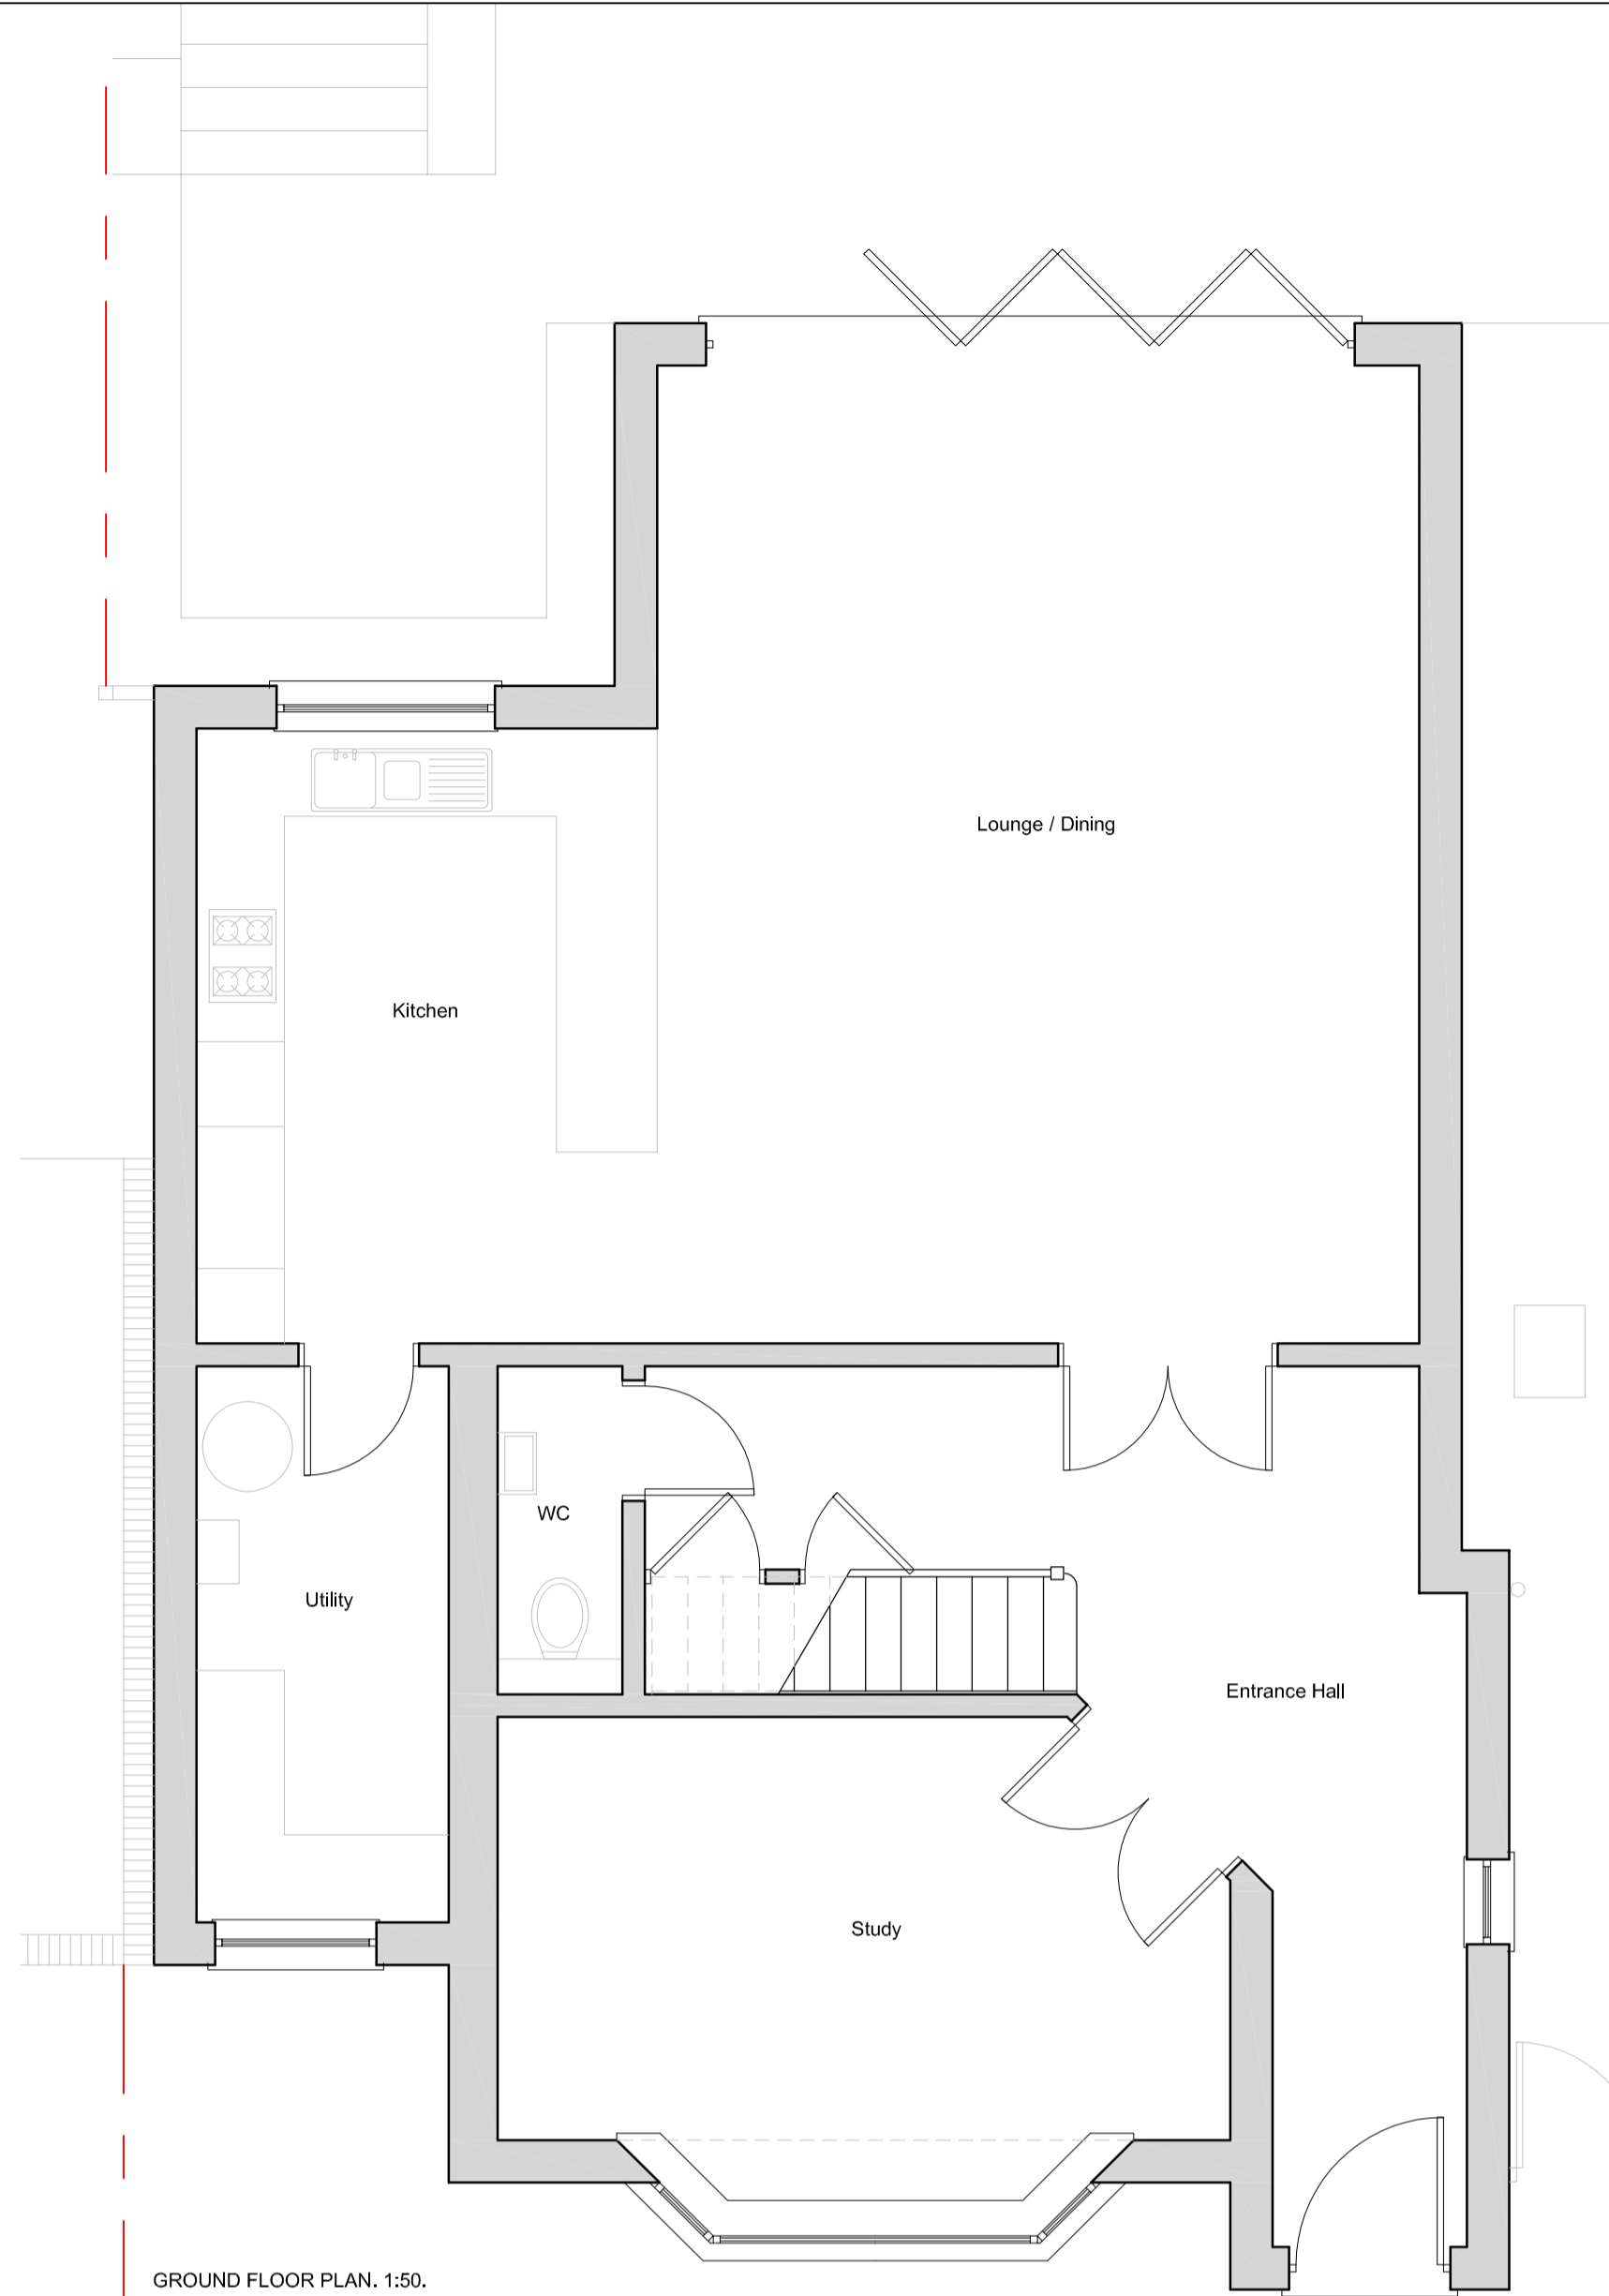 Lounge / Dining
Kitchen
WC
Utility
Entrance Hall
Study
GROUND FLOOR PLAN. 1:50.